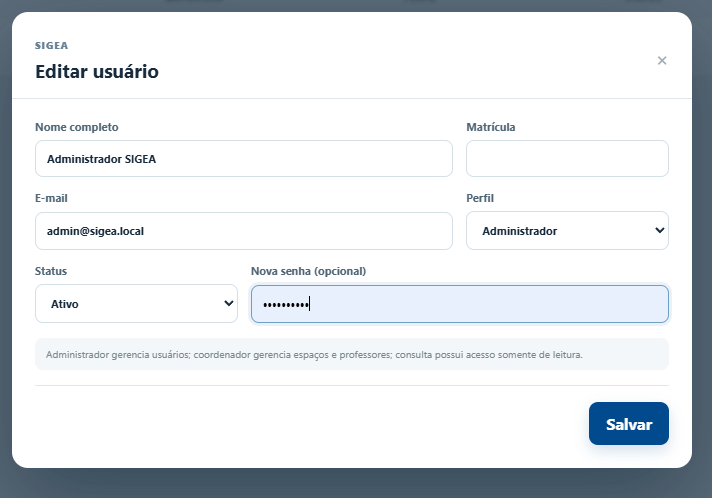 SIGEA
Editar usuário
×
Nome completo
Matrícula
Administrador SIGEA
E-mail
Perfil
admin@sigea.local
Administrador
Status
Nova senha (opcional)
Ativo
••••••••••
Administrador gerencia usuários; coordenador gerencia espaços e professores; consulta possui acesso somente de leitura.
Salvar